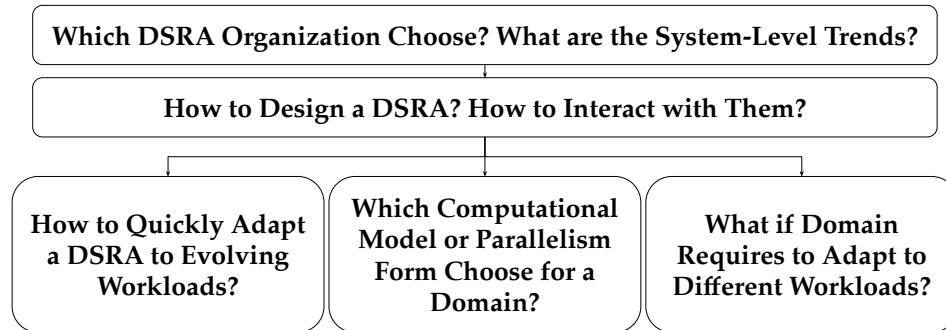 Which DSRA Organization Choose? What are the System-Level Trends?
How to Design a DSRA? How to Interact with Them?
How to Quickly Adapt
a DSRA to Evolving
Workloads?
Which Computational
Model or Parallelism
Form Choose for a
Domain?
What if Domain
Requires to Adapt to
Different Workloads?